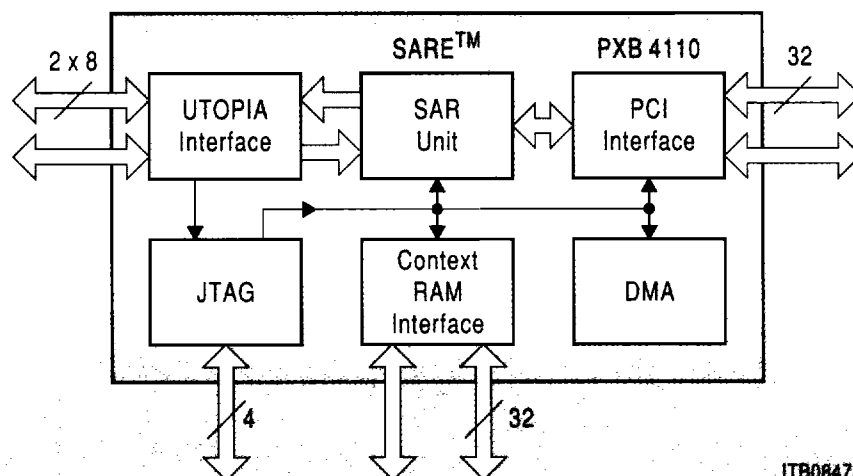 SARE™ PXB 4110
2 x 8
32
UTOPIA
Interface
SAR
Unit
PCI
Interface
JTAG
Context
RAM
Interface
DMA
4
32
ITB0847